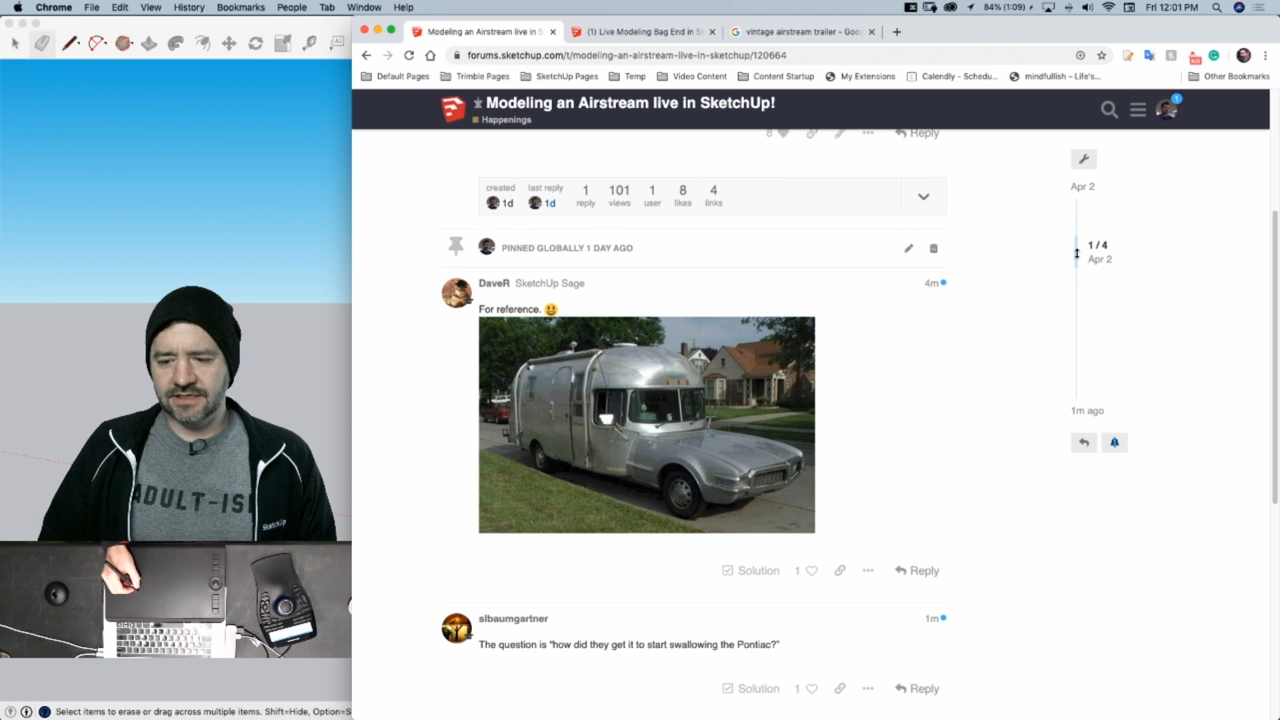 Chrome File Edit View History Bookmarks People Tab Window Help 84% (1:09) Fri 12:01 PM
Modeling an Airstream live in S × (1) Live Modeling Bag End in Sk × vintage airstream trailer - Goo × +
forums.sketchup.com/t/modeling-an-airstream-live-in-sketchup/120664
Default Pages Trimble Pages SketchUp Pages Temp Video Content Content Startup My Extensions Calendly - Schedu... mindfullish – Life's... Other Bookmarks
Modeling an Airstream live in SketchUp!
Happenings
1
8 Reply
created last reply 1 101 1 8 4
1d 1d reply views user likes links
Apr 2
PINNED GLOBALLY 1 DAY AGO
1 / 4
Apr 2
DaveR SketchUp Sage 4m
For reference.
1m ago
Solution 1 Reply
slbaumgartner 1m
The question is "how did they get it to start swallowing the Pontiac?"
Solution 1 Reply
ADULT-IS
SketchUp
Select items to erase or drag across multiple items. Shift=Hide, Option=S